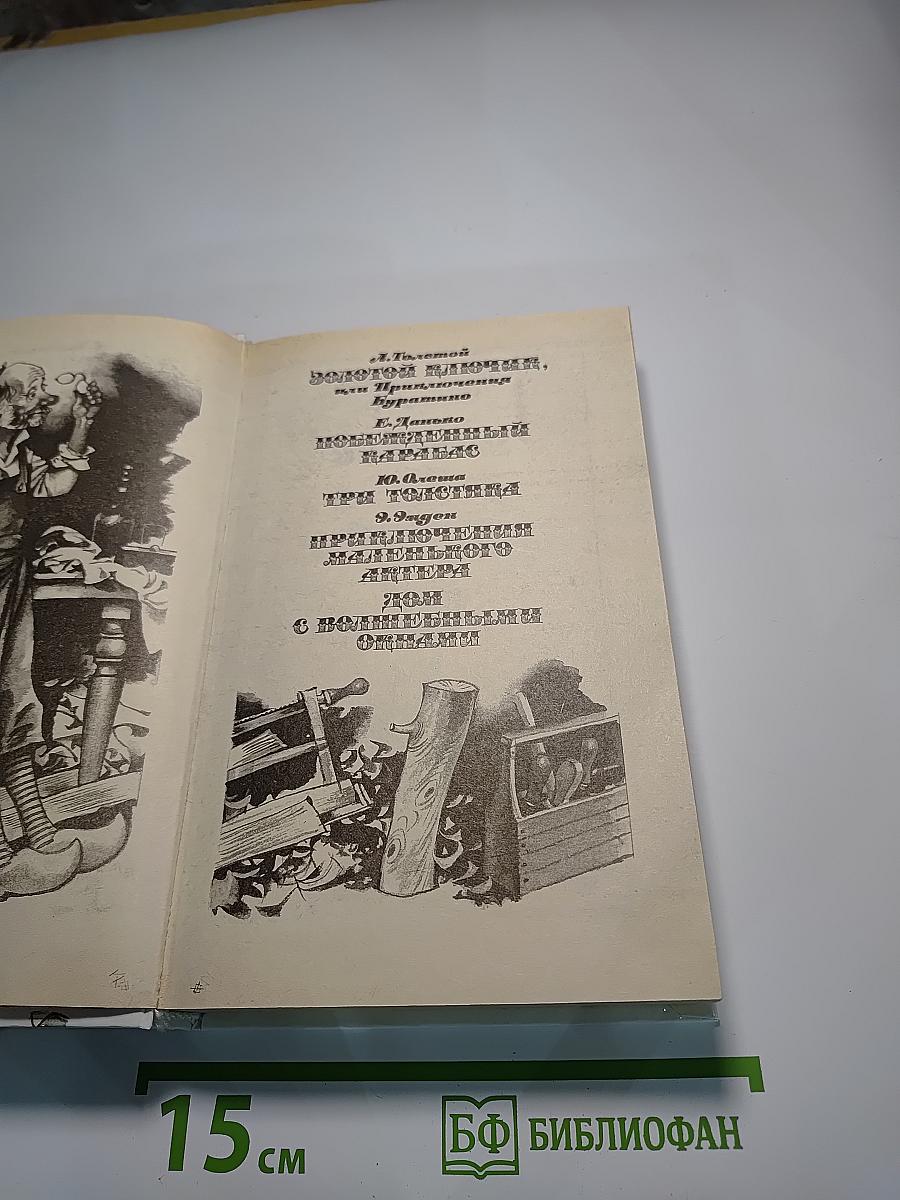 А. Толстой
ЗОЛОТОЙ КЛЮЧИК,
или Приключения
Буратино
Е. Данько
ПОБЕЖДЕННЫЙ
КАРАБАС
Ю. Олеша
ТРИ ТОЛСТЯКА
Э. Эмден
ПРИКЛЮЧЕНИЯ
МАЛЕНЬКОГО
АКТЕРА
ДОМ
С ВОЛШЕБНЫМИ
ОКНАМИ
15 см
БФ БИБЛИОФАН